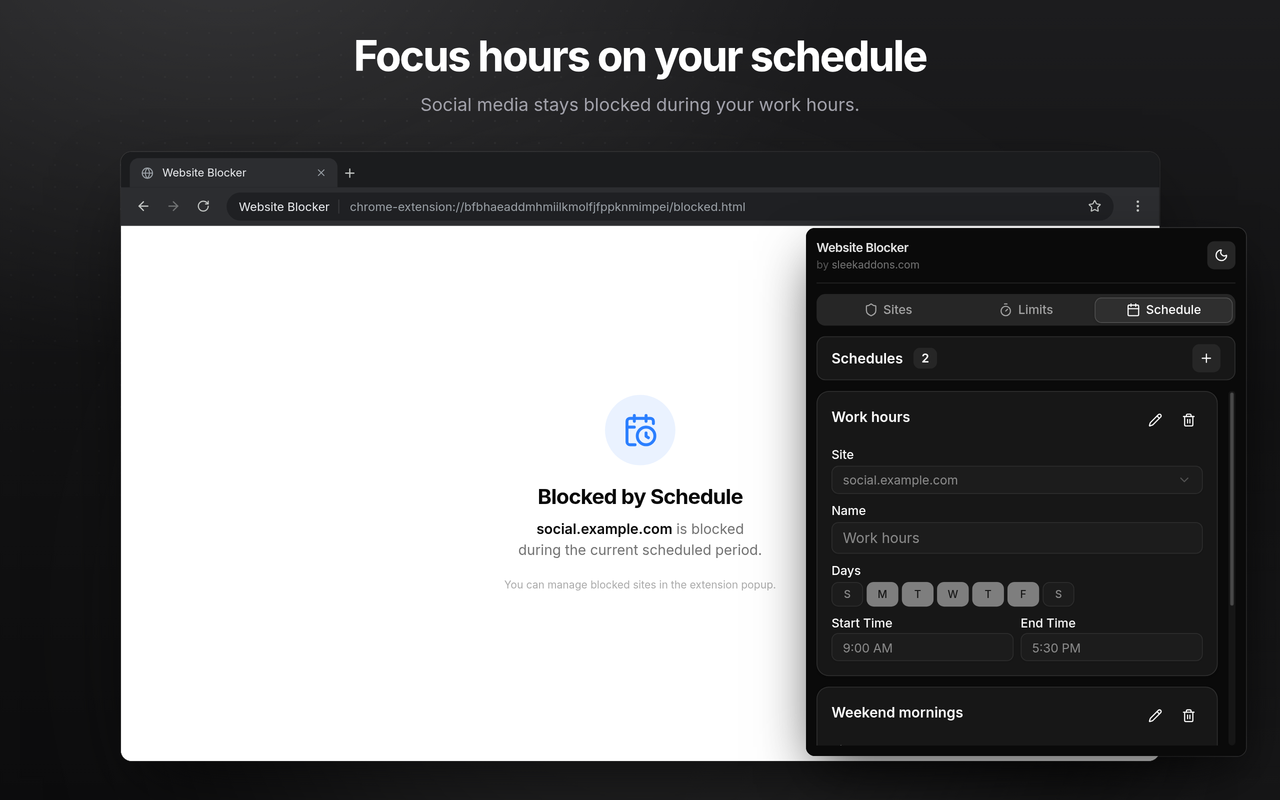 Focus hours on your schedule
Social media stays blocked during your work hours.
Website Blocker
Website Blocker
chrome-extension://bfbhaeaddmhmiilkmolfjfppknmimpei/blocked.html
Blocked by Schedule
social.example.com is blocked
during the current scheduled period.
You can manage blocked sites in the extension popup.
Website Blocker
by sleekaddons.com
Sites
Limits
Schedule
Schedules 2
Work hours
Site
social.example.com
Name
Work hours
Days
S M T W T F S
Start Time
End Time
9:00 AM
5:30 PM
Weekend mornings